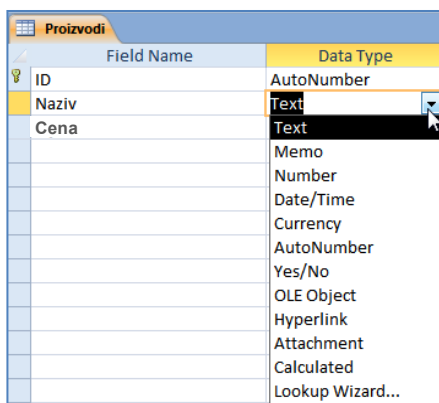 Proizvodi
Field Name Data Type
ID AutoNumber
Naziv Text
Cena Text
Memo
Number
Date/Time
Currency
AutoNumber
Yes/No
OLE Object
Hyperlink
Attachment
Calculated
Lookup Wizard...